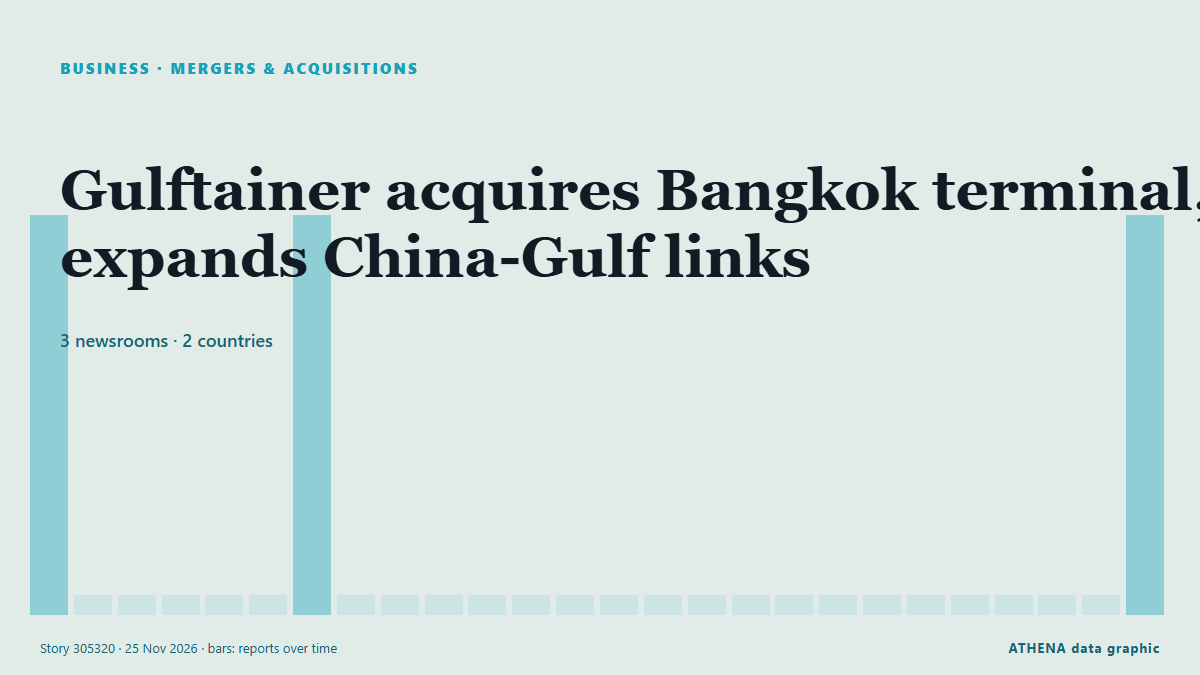 BUSINESS · MERGERS & ACQUISITIONS
Gulftainer acquires Bangkok terminal,
expands China-Gulf links
3 newsrooms · 2 countries
Story 305320 · 25 Nov 2026 · bars: reports over time
ATHENA data graphic